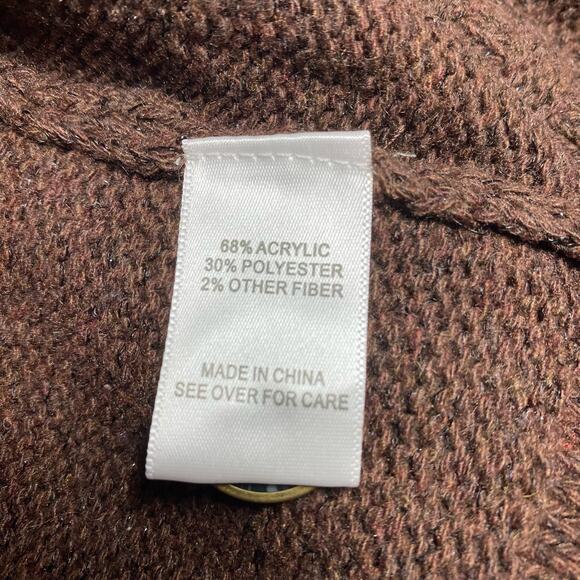 68% ACRYLIC
30% POLYESTER
2% OTHER FIBER
MADE IN CHINA
SEE OVER FOR CARE